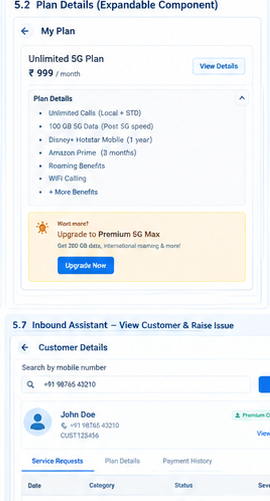 5.2 Plan Details (Expandable Component)
My Plan
Unlimited 5G Plan
₹ 999 / month
View Details
Plan Details
• Unlimited Calls (Local + STD)
• 100 GB 5G Data (Post 5G speed)
• Disney+ Hotstar Mobile (1 year)
• Amazon Prime (3 months)
• Roaming Benefits
• WiFi Calling
• + More Benefits
Want more?
Upgrade to Premium 5G Max
Get 200 GB data, international roaming & more!
Upgrade Now
5.7 Inbound Assistant – View Customer & Raise Issue
Customer Details
Search by mobile number
+91 98765 43210
John Doe
Premium C
+91 98765 43210
CUST123456
View
Service Requests Plan Details Payment History
Date Category Status Seve